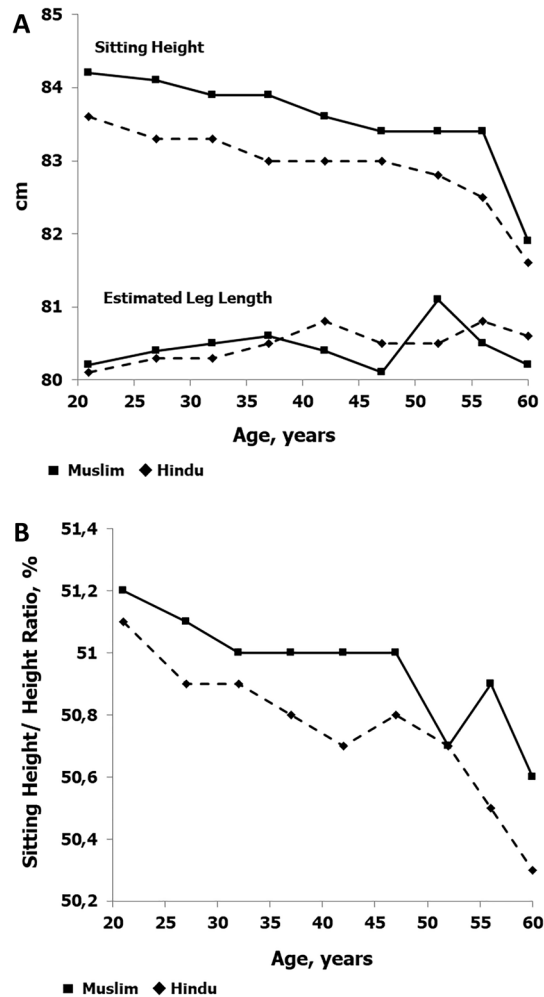 A
85
Sitting Height
84
83
cm
82
Estimated Leg Length
81
80
20 25 30 35 40 45 50 55 60
Age, years
Muslim Hindu
B
51,4
51,2
51
50,8
50,6
50,4
50,2
Sitting Height/ Height Ratio, %
20 25 30 35 40 45 50 55 60
Age, years
Muslim Hindu